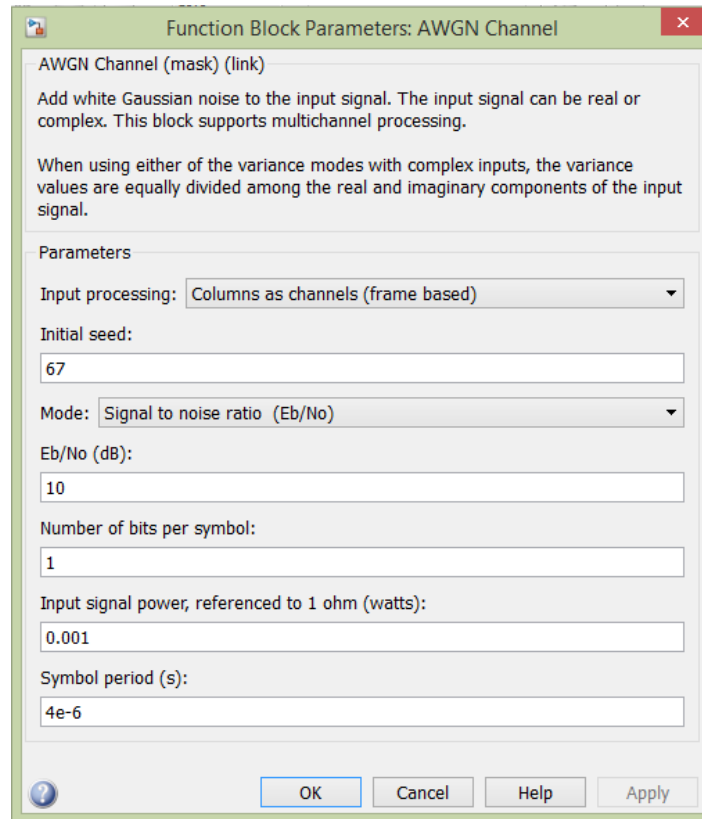 Function Block Parameters: AWGN Channel
AWGN Channel (mask) (link)
Add white Gaussian noise to the input signal. The input signal can be real or
complex. This block supports multichannel processing.
When using either of the variance modes with complex inputs, the variance
values are equally divided among the real and imaginary components of the input
signal.
Parameters
Input processing: Columns as channels (frame based)
Initial seed:
67
Mode: Signal to noise ratio (Eb/No)
Eb/No (dB):
10
Number of bits per symbol:
1
Input signal power, referenced to 1 ohm (watts):
0.001
Symbol period (s):
4e-6
OK Cancel Help Apply